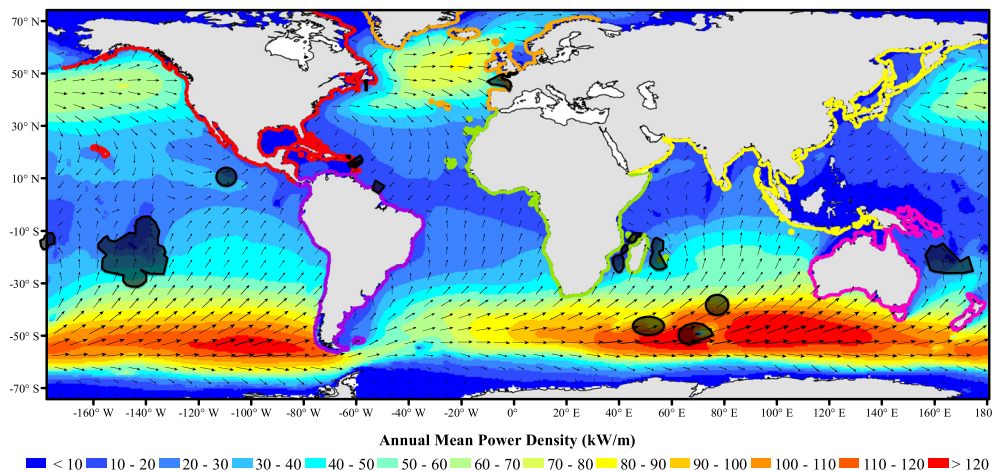 70° N
50° N
30° N
10° N
-10° S
-30° S
-50° S
-70° S
-160° W -140° W -120° W -100° W -80° W -60° W -40° W -20° W 0° 20° E 40° E 60° E 80° E 100° E 120° E 140° E 160° E 180° E
Annual Mean Power Density (kW/m)
< 10 10 - 20 20 - 30 30 - 40 40 - 50 50 - 60 60 - 70 70 - 80 80 - 90 90 - 100 100 - 110 110 - 120 > 120